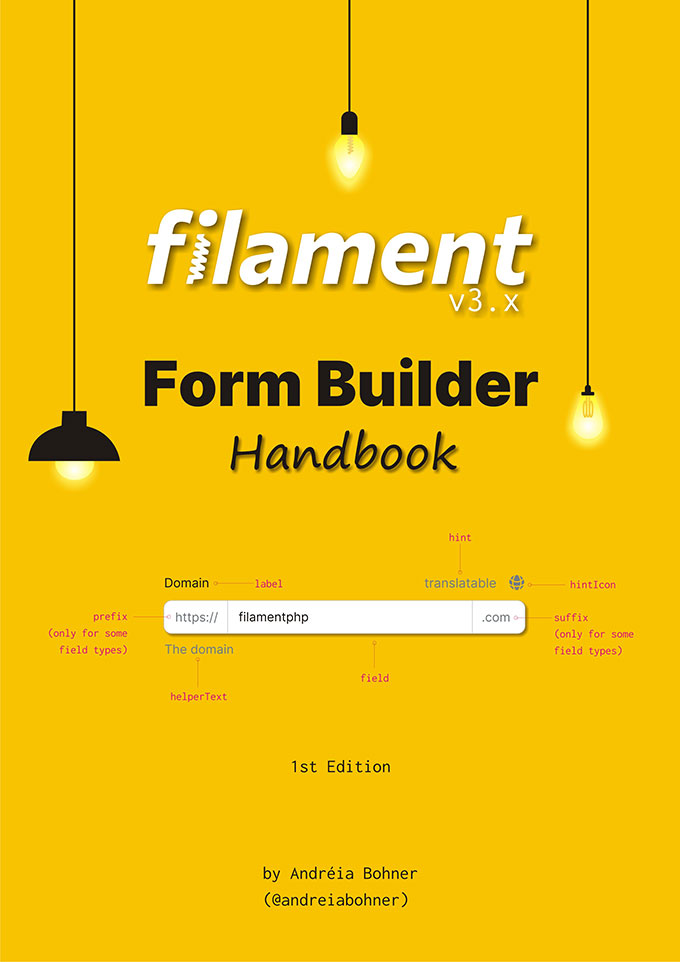 filament
v3.x
Form Builder
Handbook
hint
Domain
label
translatable
hintIcon
prefix
(only for some
field types)
https://
filamentphp
.com
suffix
(only for some
field types)
The domain
field
helperText
1st Edition
by Andréia Bohner
(@andreiabohner)